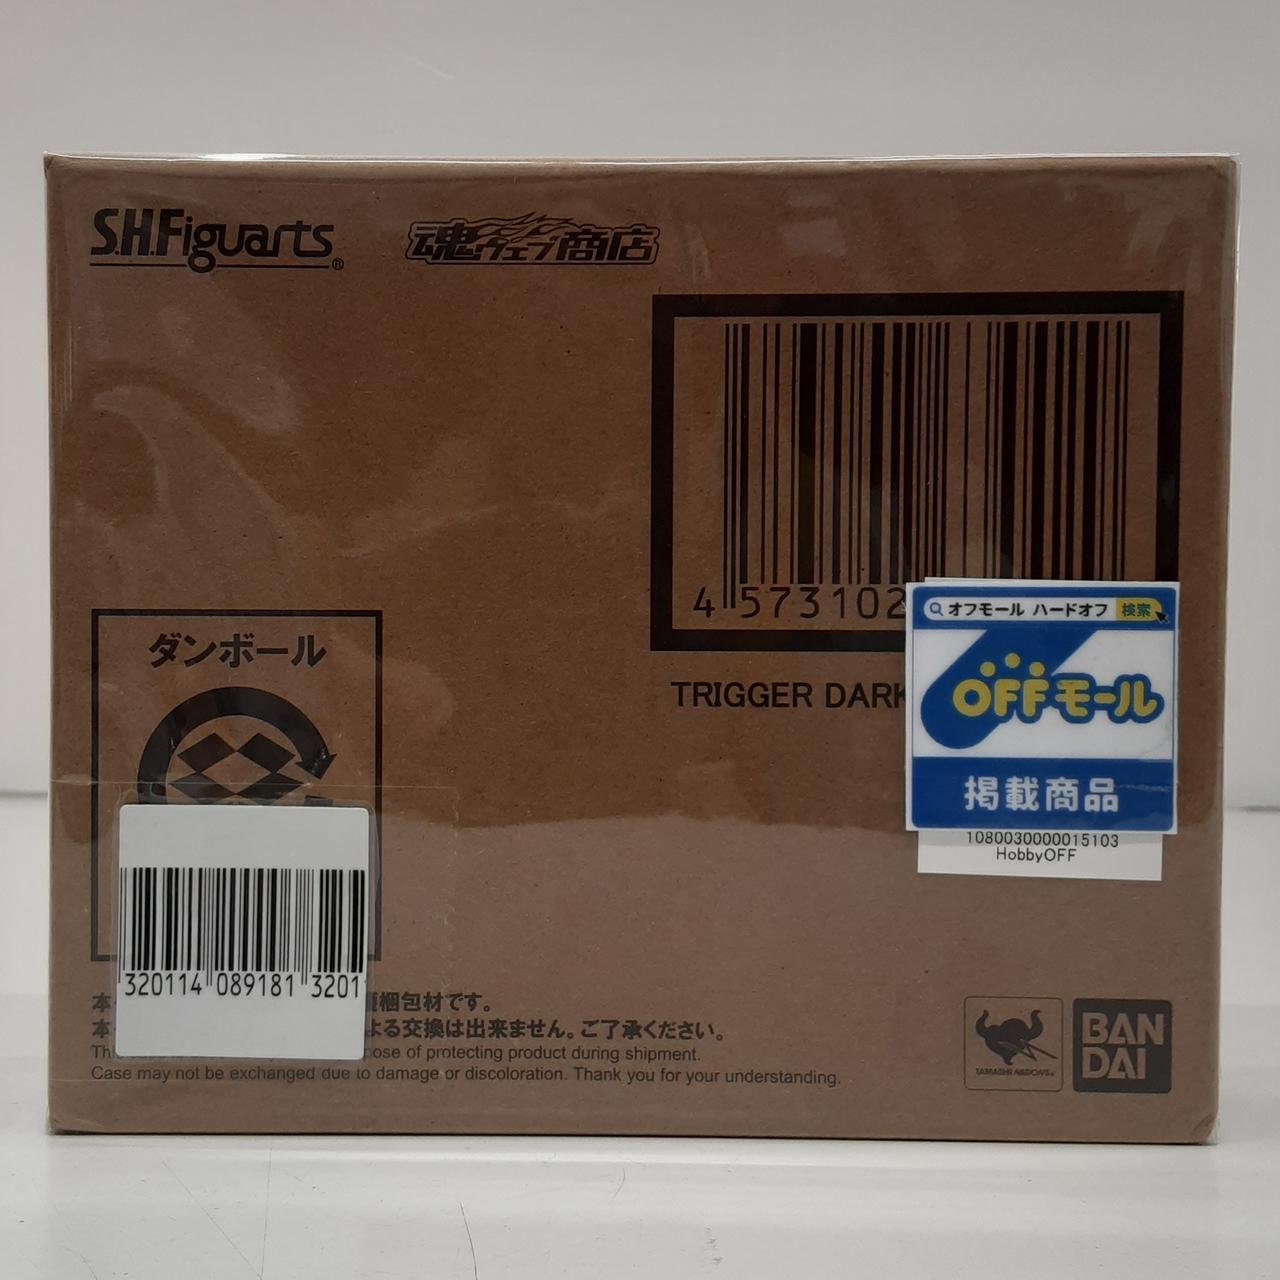 S.H.Figuarts®
魂ウェブ商店
4 573102
TRIGGER DARK
オフモール ハードオフ 検索
OFFモール
掲載商品
1080030000015103
HobbyOFF
ダンボール
320114 089181 3201
本 梱包材です。
本 よる交換は出来ません。ご了承ください。
pose of protecting product during shipment.
Case may not be exchanged due to damage or discoloration. Thank you for your understanding.
TAMASHII NATIONS
BAN
DAI